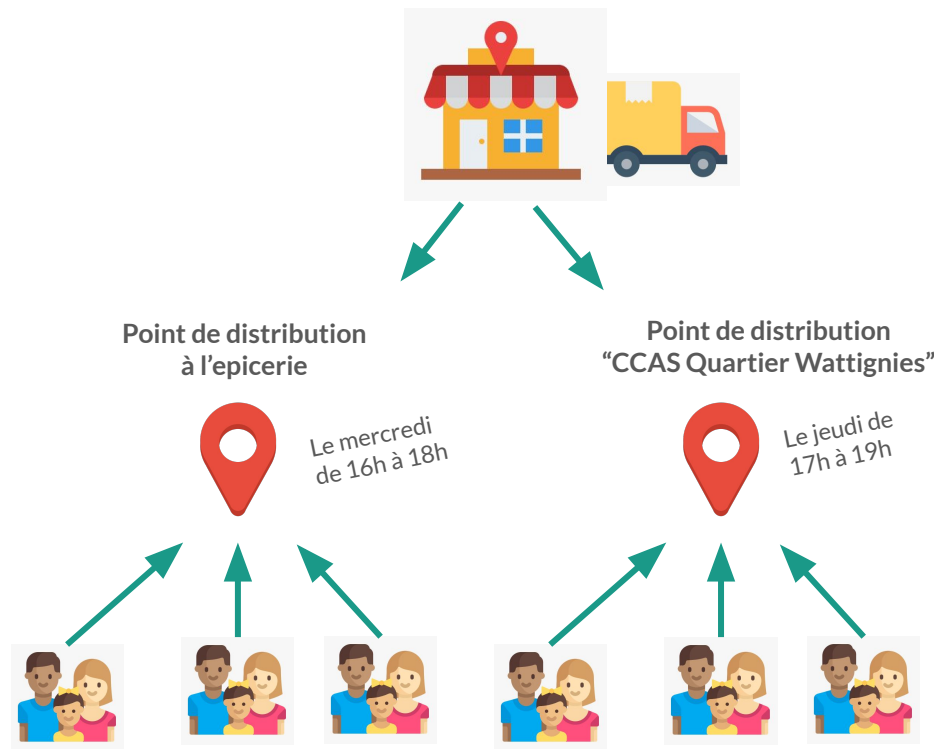 Point de distribution
à l’epicerie
Le mercredi
de 16h à 18h
Point de distribution
“CCAS Quartier Wattignies”
Le jeudi de
17h à 19h